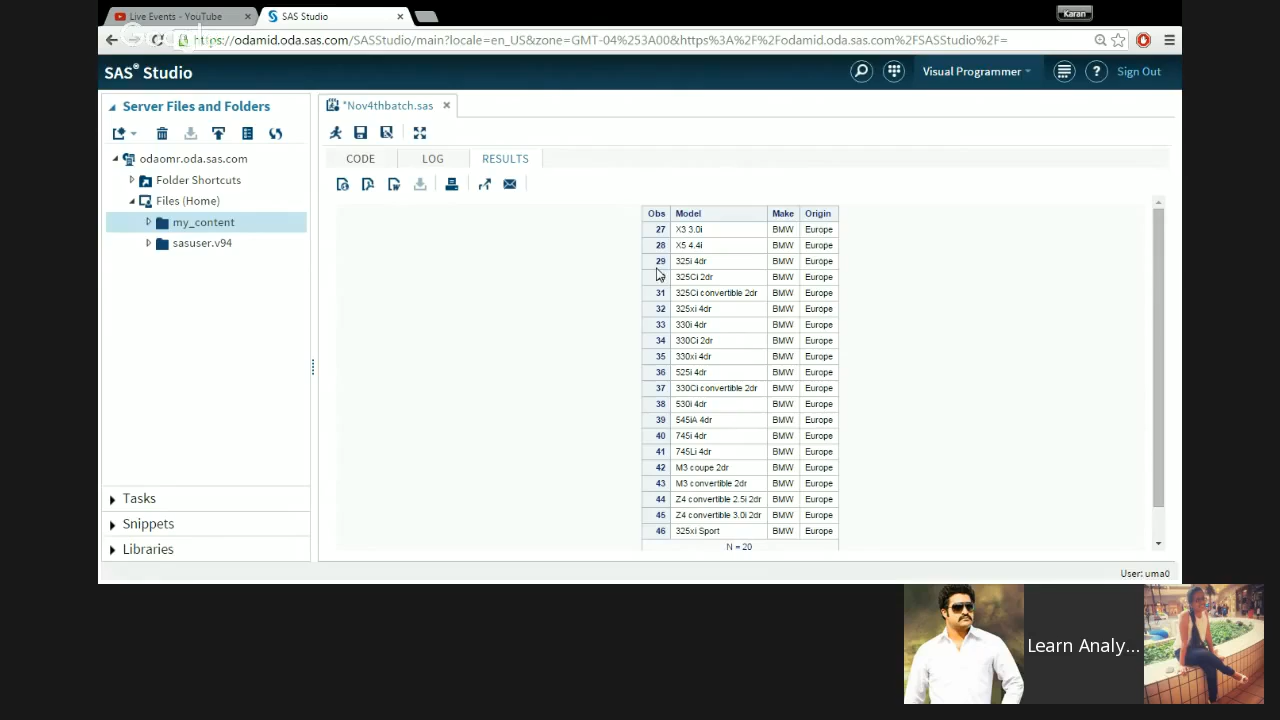 Live Events - YouTube
SAS Studio
Karan
https://odamid.oda.sas.com/SASStudio/main?locale=en_US&zone=GMT-04%253A00&https%3A%2F%2Fodamid.oda.sas.com%2FSASStudio%2F=
SAS® Studio
Visual Programmer
Sign Out
Server Files and Folders
*Nov4thbatch.sas
odaomr.oda.sas.com
Folder Shortcuts
Files (Home)
my_content
sasuser.v94
Tasks
Snippets
Libraries
CODE LOG RESULTS
Obs Model Make Origin
27 X3 3.0i BMW Europe
28 X5 4.4i BMW Europe
29 325i 4dr BMW Europe
325Ci 2dr BMW Europe
31 325Ci convertible 2dr BMW Europe
32 325xi 4dr BMW Europe
33 330i 4dr BMW Europe
34 330Ci 2dr BMW Europe
35 330xi 4dr BMW Europe
36 525i 4dr BMW Europe
37 330Ci convertible 2dr BMW Europe
38 530i 4dr BMW Europe
39 545iA 4dr BMW Europe
40 745i 4dr BMW Europe
41 745Li 4dr BMW Europe
42 M3 coupe 2dr BMW Europe
43 M3 convertible 2dr BMW Europe
44 Z4 convertible 2.5i 2dr BMW Europe
45 Z4 convertible 3.0i 2dr BMW Europe
46 325xi Sport BMW Europe
N = 20
User: uma0
Learn Analy...